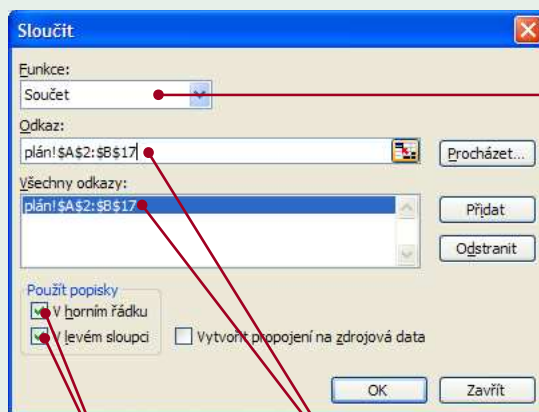 Sloučit
Funkce:
Součet
Odkaz:
plán!$A$2:$B$17
Procházet...
Všechny odkazy:
plán!$A$2:$B$17
Přidat
Odstranit
Použít popisky
V horním řádku
V levém sloupci
Vytvořit propojení na zdrojová data
OK
Zavřít